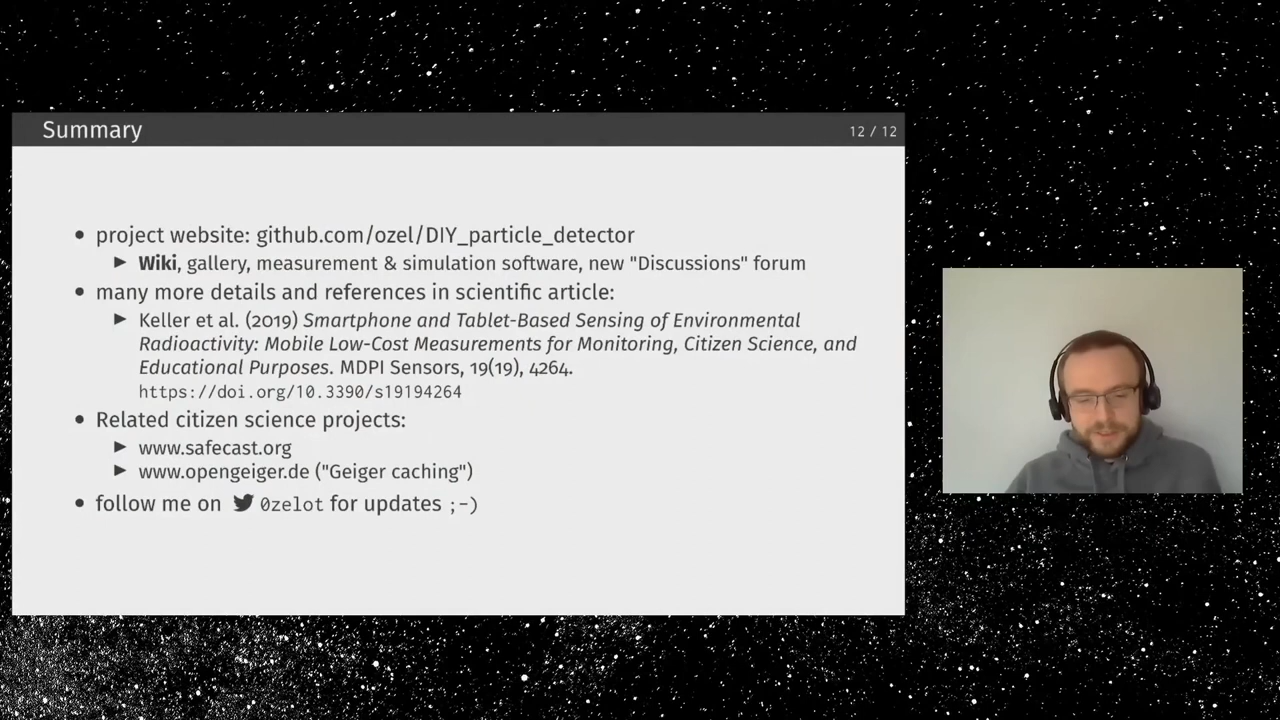 Summary
12 / 12
• project website: github.com/ozel/DIY_particle_detector
▶ Wiki, gallery, measurement & simulation software, new "Discussions" forum
• many more details and references in scientific article:
▶ Keller et al. (2019) Smartphone and Tablet-Based Sensing of Environmental
Radioactivity: Mobile Low-Cost Measurements for Monitoring, Citizen Science, and
Educational Purposes. MDPI Sensors, 19(19), 4264.
https://doi.org/10.3390/s19194264
• Related citizen science projects:
▶ www.safecast.org
▶ www.opengeiger.de ("Geiger caching")
• follow me on 0zelot for updates ;-)